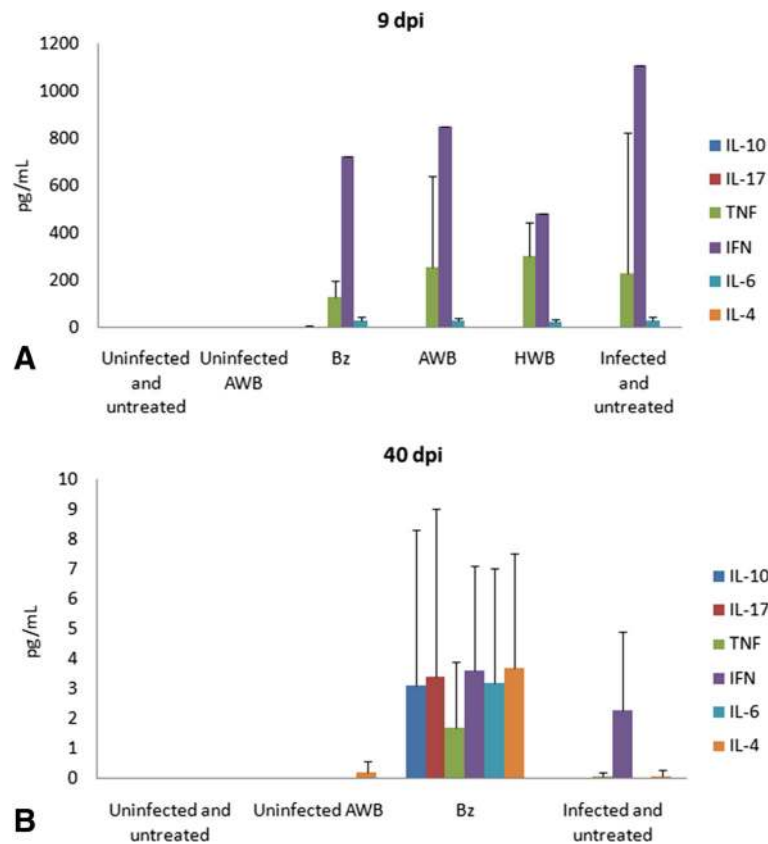 9 dpi
1200
1000
800
600
400
200
0
pg/mL
Uninfected and untreated
Uninfected AWB
Bz
AWB
HWB
Infected and untreated
IL-10
IL-17
TNF
IFN
IL-6
IL-4
A
40 dpi
10
9
8
7
6
5
4
3
2
1
0
pg/mL
Uninfected and
untreated
Uninfected AWB
Bz
Infected and
untreated
IL-10
IL-17
TNF
IFN
IL-6
IL-4
B